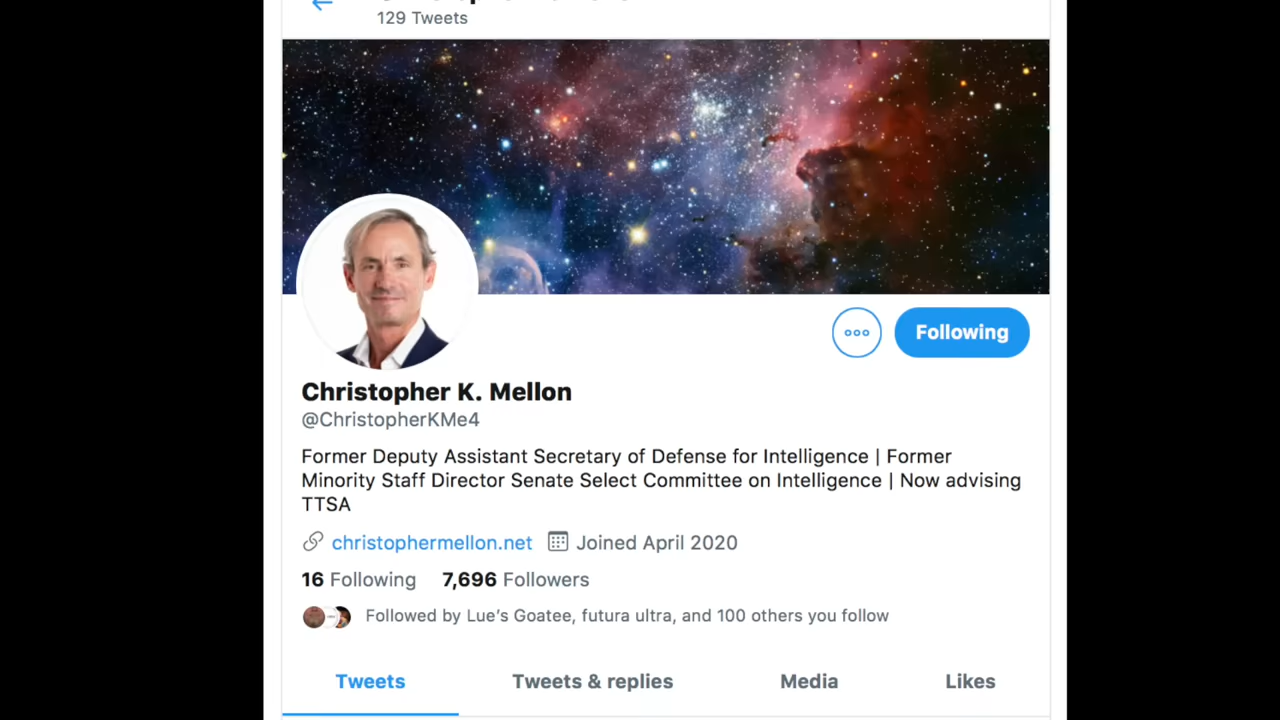 129 Tweets
Following
Christopher K. Mellon
@ChristopherKMe4
Former Deputy Assistant Secretary of Defense for Intelligence | Former
Minority Staff Director Senate Select Committee on Intelligence | Now advising
TTSA
christophermellon.net Joined April 2020
16 Following 7,696 Followers
Followed by Lue's Goatee, futura ultra, and 100 others you follow
Tweets Tweets & replies Media Likes